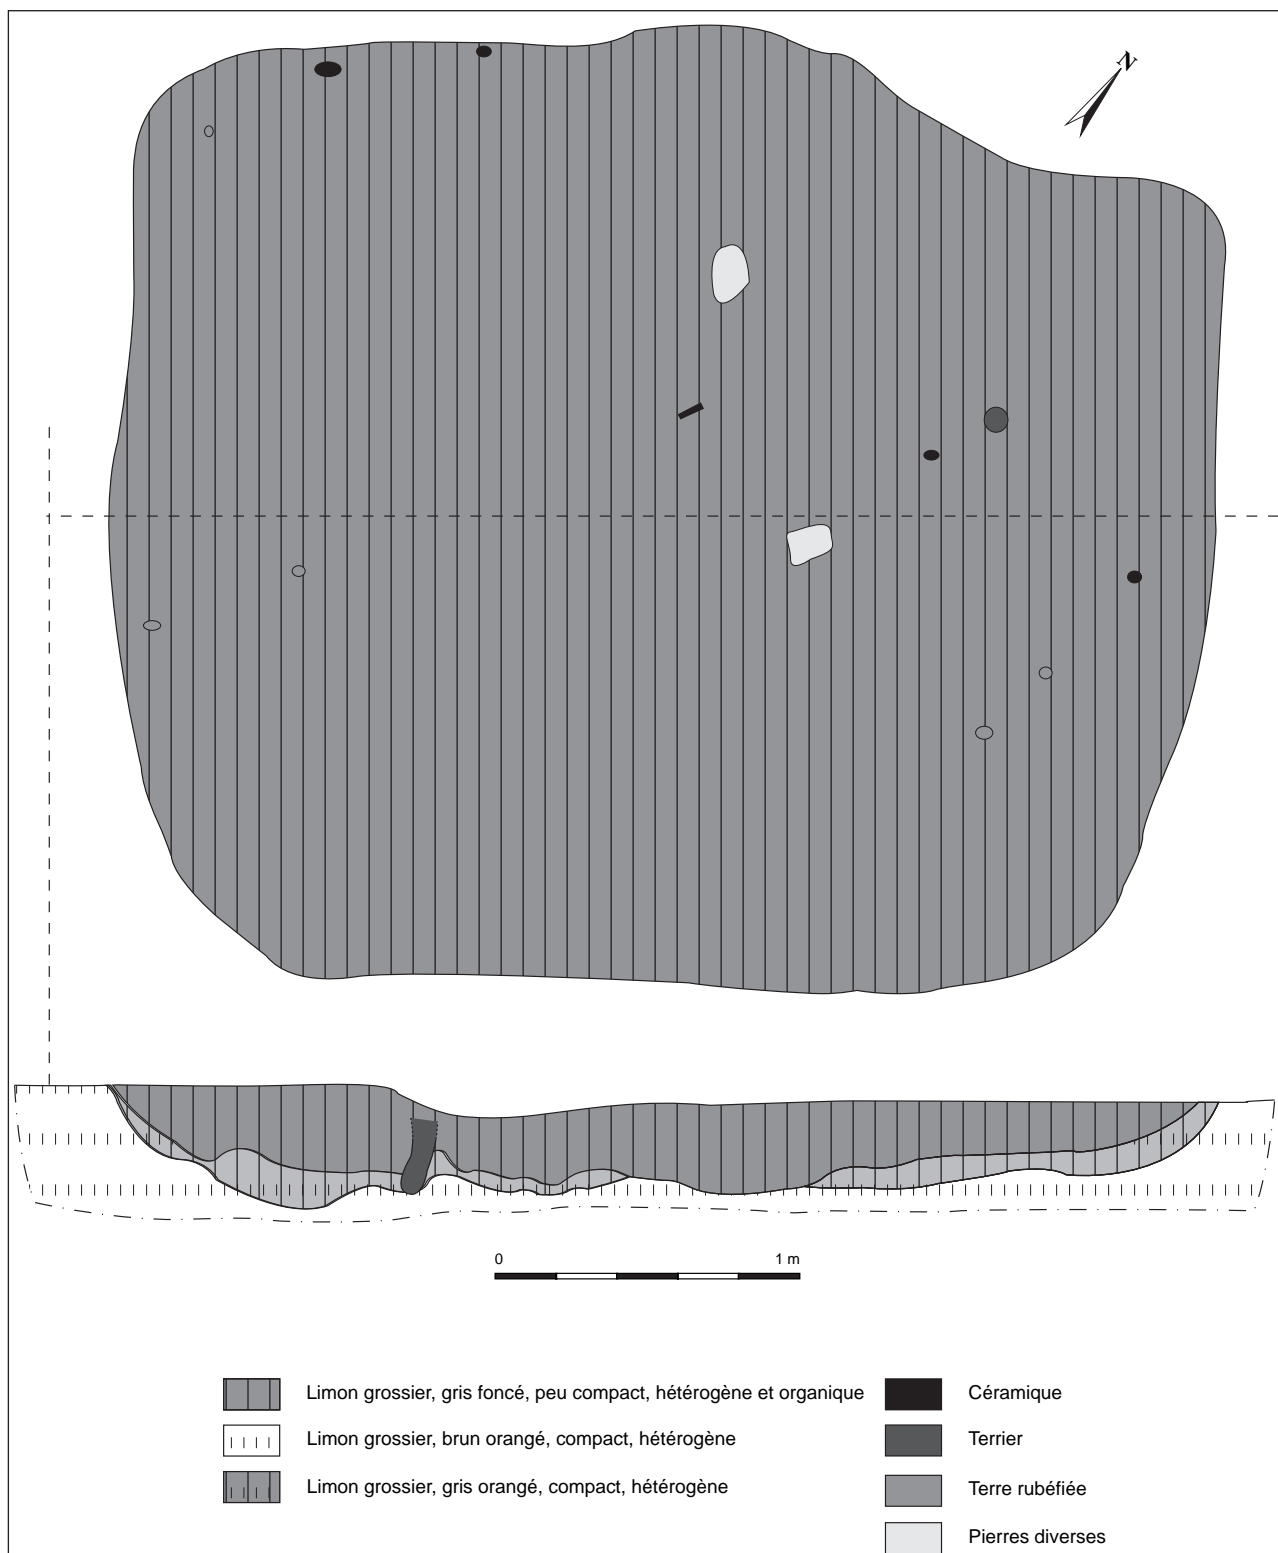 N
0 1 m
Limon grossier, gris foncé, peu compact, hétérogène et organique
Limon grossier, brun orangé, compact, hétérogène
Limon grossier, gris orangé, compact, hétérogène
Céramique
Terrier
Terre rubéfiée
Pierres diverses